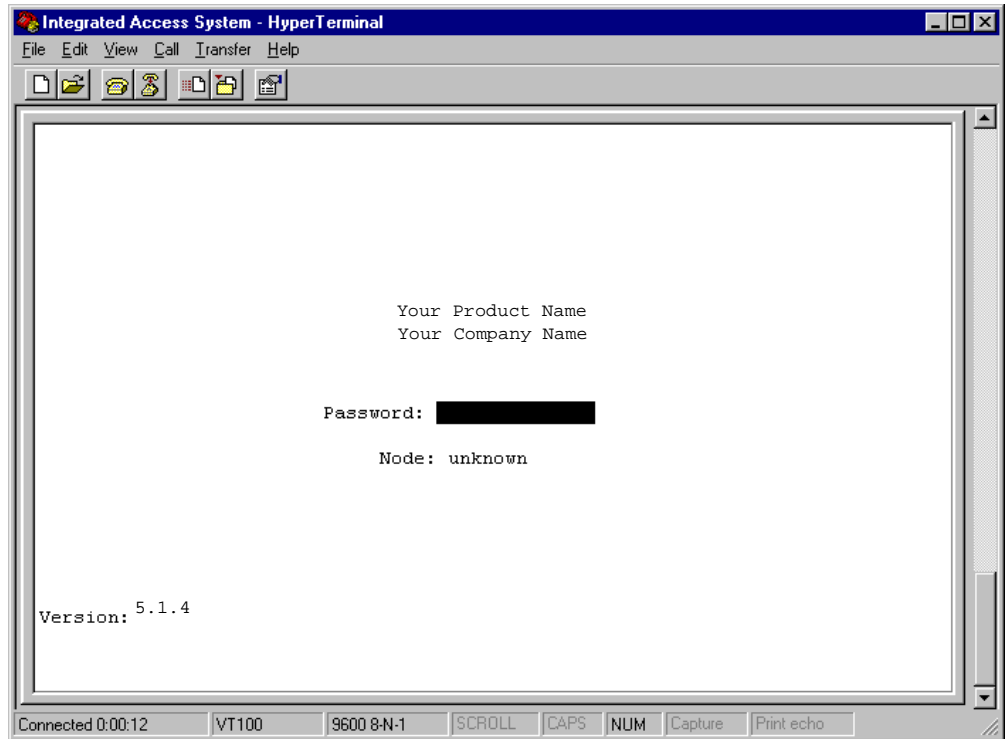 Integrated Access System - HyperTerminal
File Edit View Call Transfer Help
Your Product Name
Your Company Name
Password:
Node: unknown
Version: 5.1.4
Connected 0:00:12 VT100 9600 8-N-1 SCROLL CAPS NUM Capture Print echo